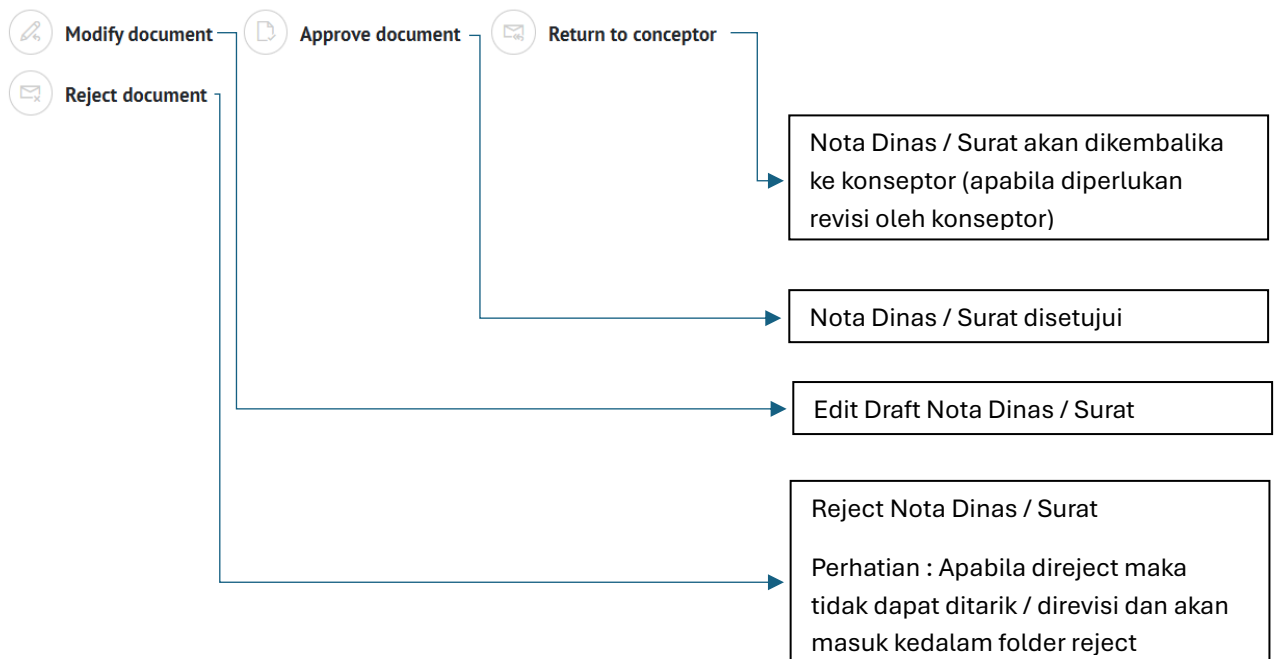 Modify document
Approve document
Return to conceptor
Reject document
Nota Dinas / Surat akan dikembalika
ke konseptor (apabila diperlukan
revisi oleh konseptor)
Nota Dinas / Surat disetujui
Edit Draft Nota Dinas / Surat
Reject Nota Dinas / Surat
Perhatian : Apabila direject maka
tidak dapat ditarik / direvisi dan akan
masuk kedalam folder reject